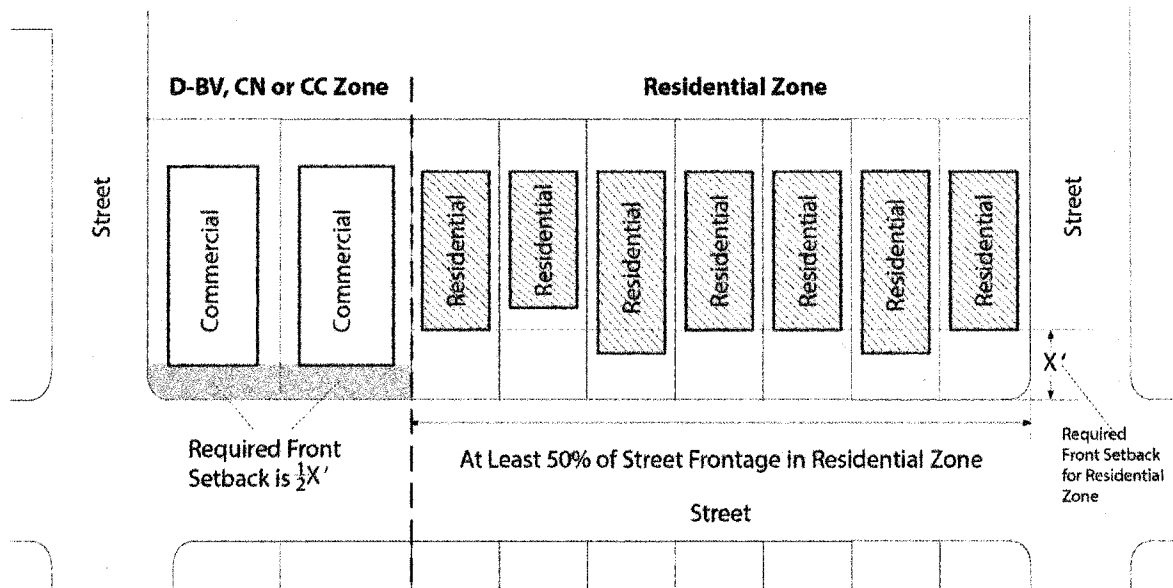 D-BV, CN or CC Zone
Residential Zone
Street
Commercial
Commercial
Residential
Residential
Residential
Residential
Residential
Residential
Residential
Street
X'
Required Front
Setback is ½X'
At Least 50% of Street Frontage in Residential Zone
Required
Front Setback
for Residential
Zone
Street